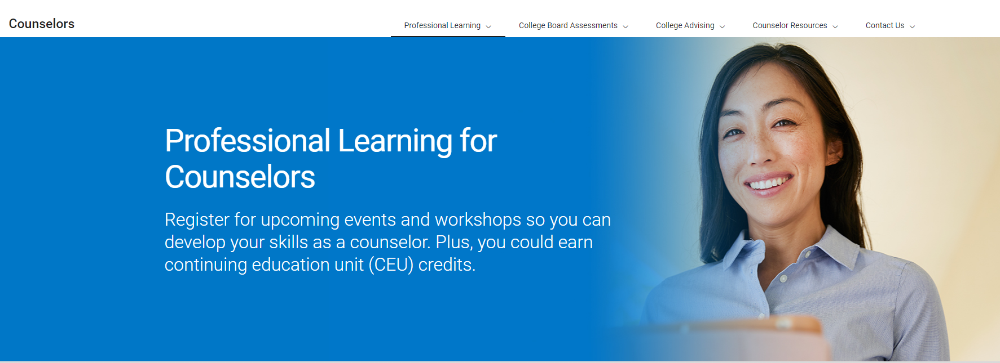 Counselors
Professional Learning
College Board Assessments
College Advising
Counselor Resources
Contact Us
Professional Learning for
Counselors
Register for upcoming events and workshops so you can
develop your skills as a counselor. Plus, you could earn
continuing education unit (CEU) credits.